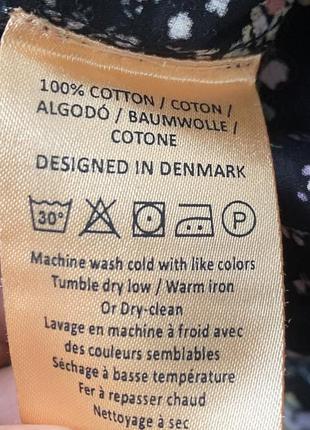 100% COTTON / COTON /
ALGODÓ / BAUMWOLLE /
COTONE
DESIGNED IN DENMARK
30° P
Machine wash cold with like colors
Tumble dry low / Warm iron
Or Dry-clean
Lavage en machine à froid avec
des couleurs semblables
Séchage à basse température
Fer à repasser chaud
Nettoyage à sec